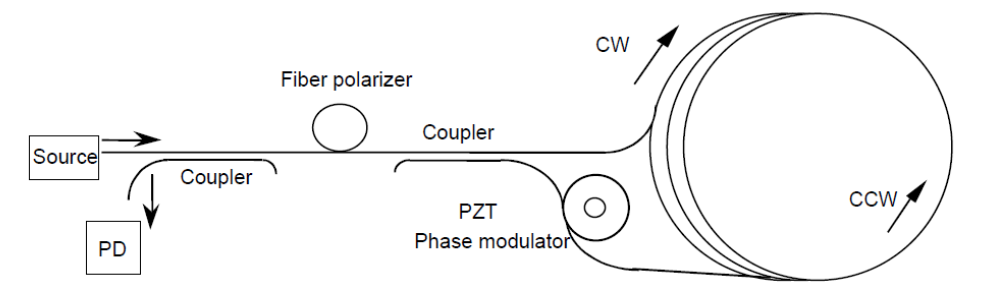 CW
Fiber polarizer
Coupler
Source
Coupler
CCW
PZT
Phase modulator
PD